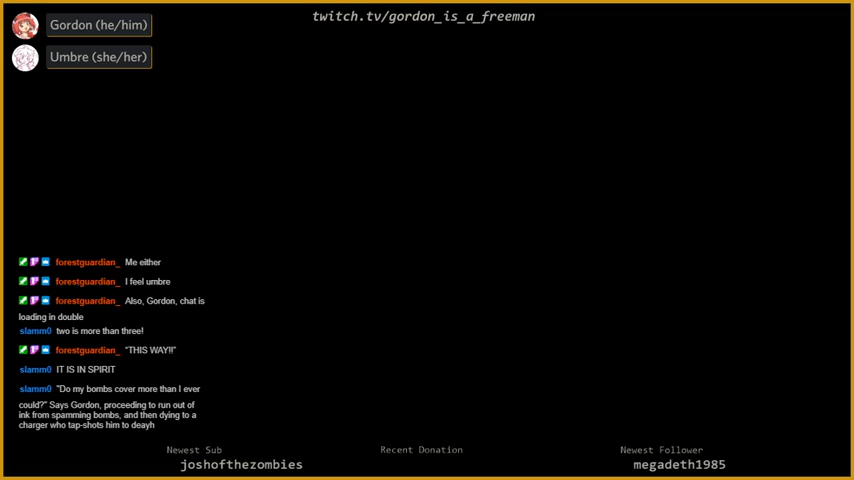 twitch.tv/gordon_is_a_freeman
Gordon (he/him)
Umbre (she/her)
forestguardian_ Me either
forestguardian_ I feel umbre
forestguardian_ Also, Gordon, chat is
loading in double
slamm0 two is more than three!
forestguardian_ "THIS WAY!!"
slamm0 IT IS IN SPIRIT
slamm0 "Do my bombs cover more than I ever
could?" Says Gordon, proceeding to run out of
ink from spamming bombs, and then dying to a
charger who tap-shots him to deayh
Newest Sub
joshofthezombies
Recent Donation
Newest Follower
megadeth1985